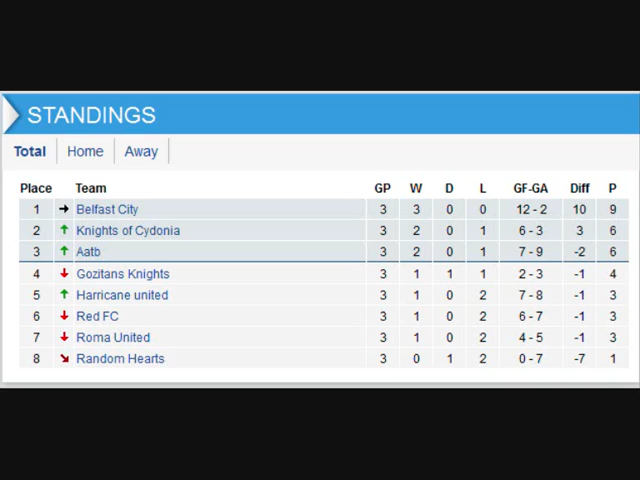 STANDINGS
Total Home Away
Place Team GP W D L GF-GA Diff P
1 Belfast City 3 3 0 0 12 - 2 10 9
2 Knights of Cydonia 3 2 0 1 6 - 3 3 6
3 Aatb 3 2 0 1 7 - 9 -2 6
4 Gozitans Knights 3 1 1 1 2 - 3 -1 4
5 Harricane united 3 1 0 2 7 - 8 -1 3
6 Red FC 3 1 0 2 6 - 7 -1 3
7 Roma United 3 1 0 2 4 - 5 -1 3
8 Random Hearts 3 0 1 2 0 - 7 -7 1